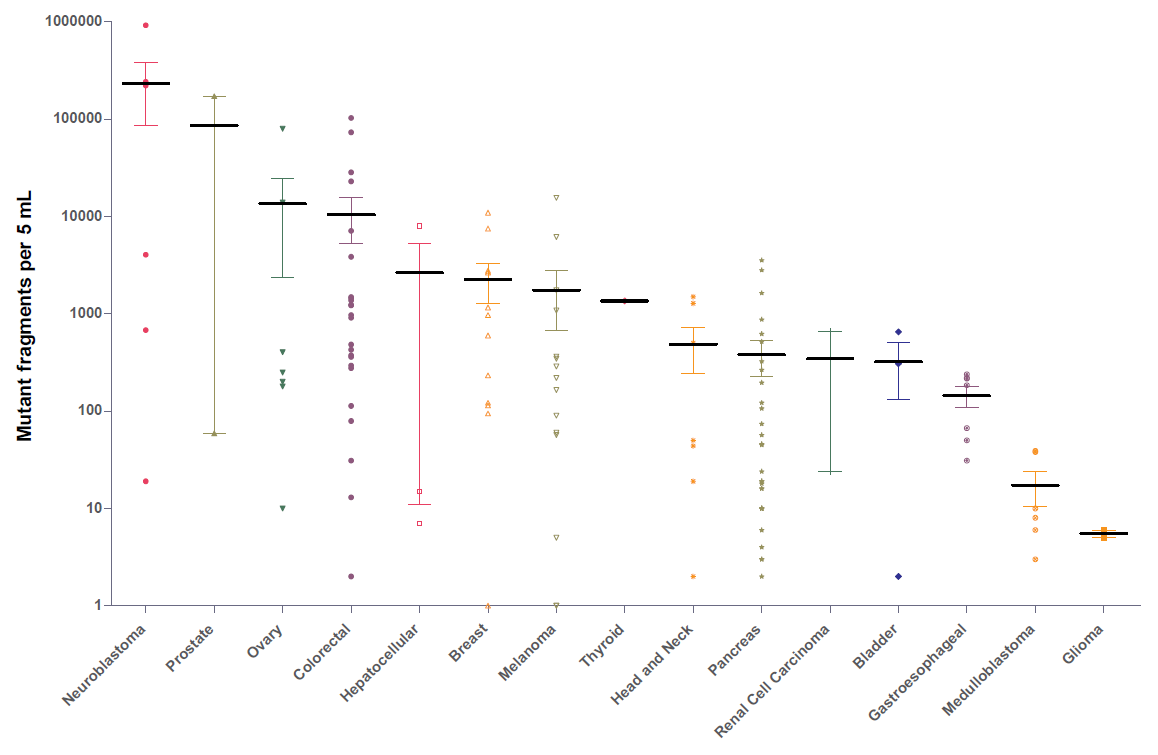 Mutant fragments per 5 mL
1000000
100000
10000
1000
100
10
1
Neuroblastoma
Prostate
Ovary
Colorectal
Hepatocellular
Breast
Melanoma
Thyroid
Head and Neck
Pancreas
Renal Cell Carcinoma
Bladder
Gastroesophageal
Medulloblastoma
Glioma